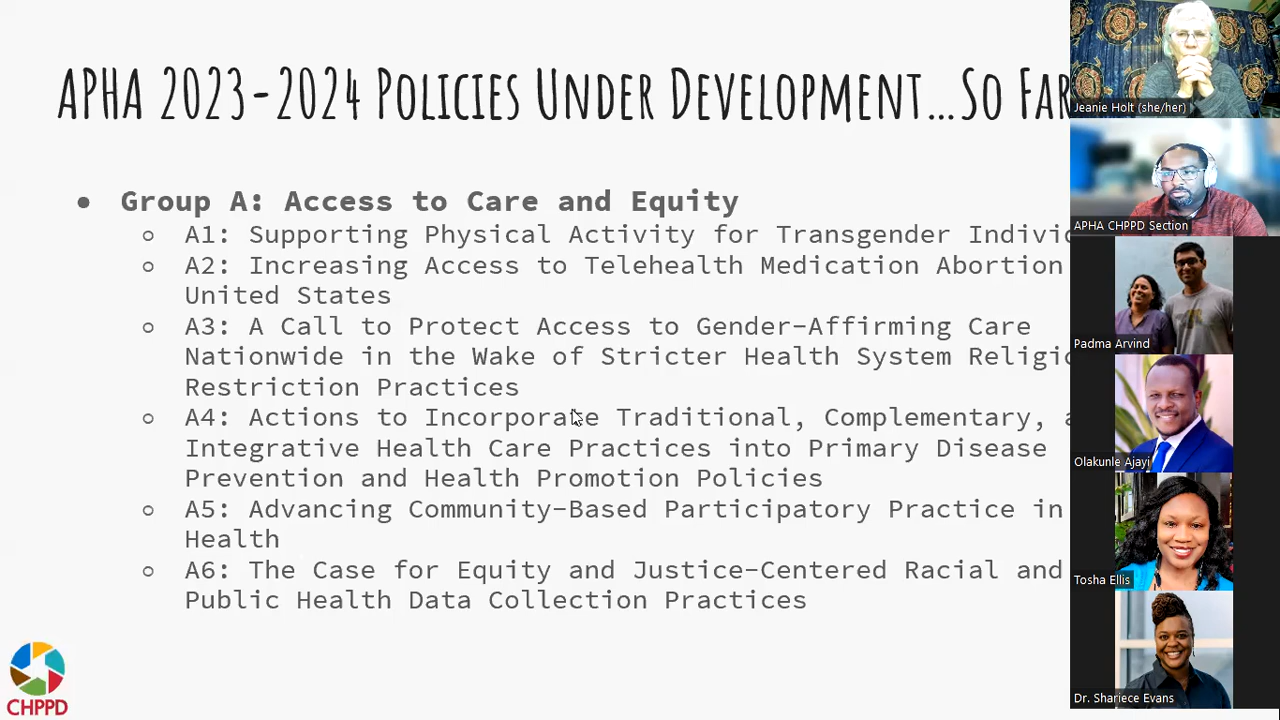 APHA 2023-2024 Policies Under Development...So Far
Group A: Access to Care and Equity
A1: Supporting Physical Activity for Transgender
A2: Increasing Access to Telehealth Medication Abortion
United States
A3: A Call to Protect Access to Gender-Affirming Care
Nationwide in the Wake of Stricter Health System
Restriction Practices
A4: Actions to Incorporate Traditional, Complementary,
Integrative Health Care Practices into Primary Disease
Prevention and Health Promotion Policies
A5: Advancing Community-Based Participatory Practice in
Health
A6: The Case for Equity and Justice-Centered Racial and
Public Health Data Collection Practices
CHPPD
Jeanie Holt (she/her)
APHA CHPPD Section
Padma Arvind
Olakunle Ajayi
Tosha Ellis
Dr. Shariece Evans